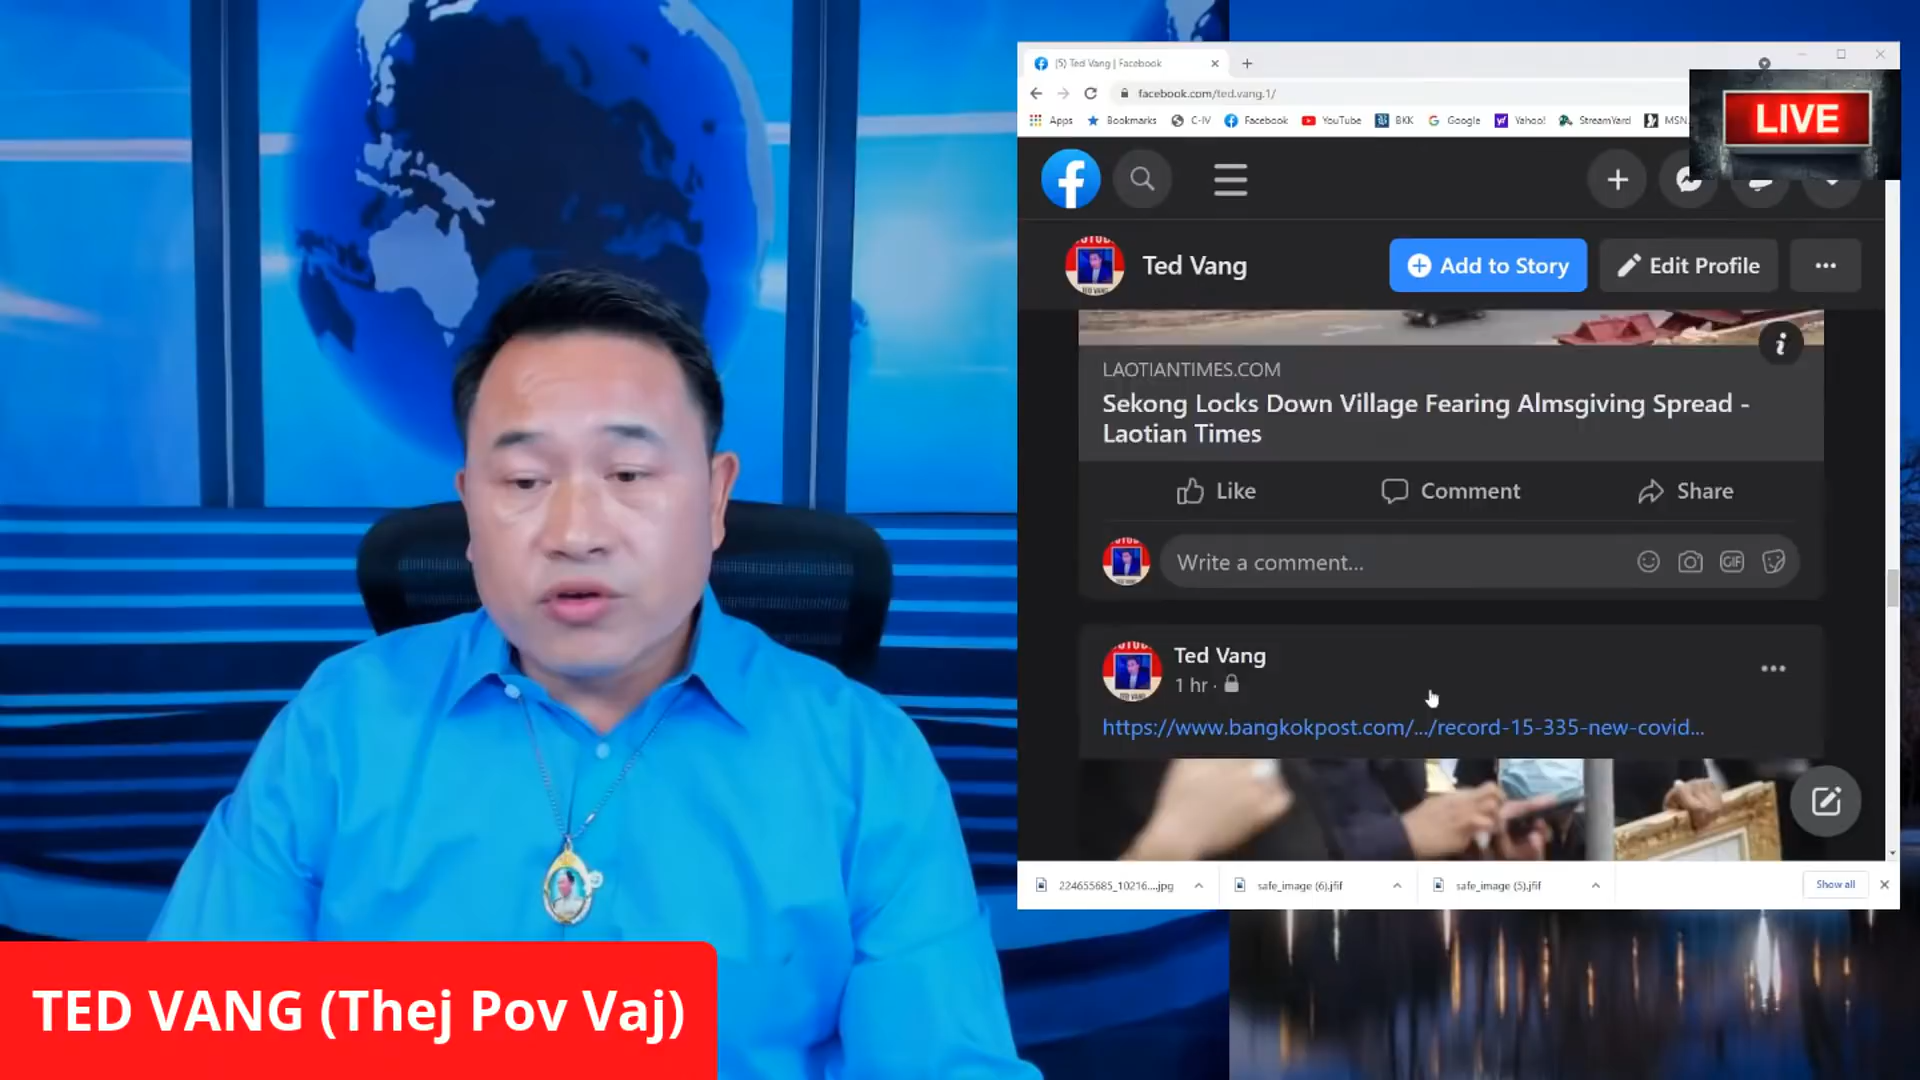 (5) Ted Vang | Facebook
facebook.com/ted.vang.1/
Apps Bookmarks C-IV Facebook YouTube BKK Google Yahoo! StreamYard MSN
LIVE
Ted Vang
Add to Story
Edit Profile
LAOTIANTIMES.COM
Sekong Locks Down Village Fearing Almsgiving Spread -
Laotian Times
Like Comment Share
Write a comment...
GIF
Ted Vang
1 hr ·
https://www.bangkokpost.com/.../record-15-335-new-covid...
224655685_10216....jpg
safe_image (6).jfif
safe_image (5).jfif
Show all
TED VANG (Thej Pov Vaj)